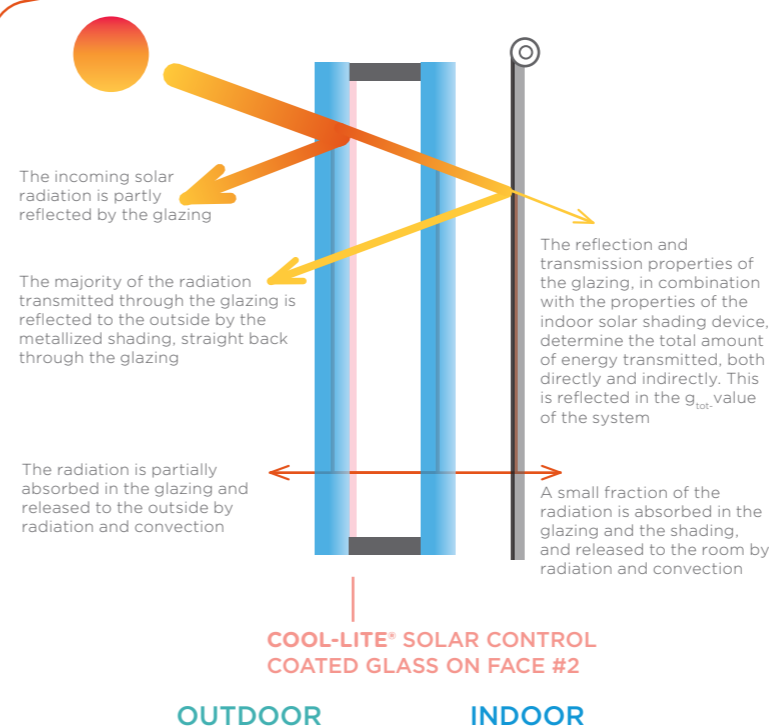 The incoming solar
radiation is partly
reflected by the glazing
The majority of the radiation
transmitted through the glazing is
reflected to the outside by the
metallized shading, straight back
through the glazing
The reflection and
transmission properties of
the glazing, in combination
with the properties of the
indoor solar shading device,
determine the total amount
of energy transmitted, both
directly and indirectly. This
is reflected in the gtot-value
of the system
The radiation is partially
absorbed in the glazing and
released to the outside by
radiation and convection
A small fraction of the
radiation is absorbed in the
glazing and the shading,
and released to the room by
radiation and convection
COOL-LITE® SOLAR CONTROL
COATED GLASS ON FACE #2
OUTDOOR INDOOR